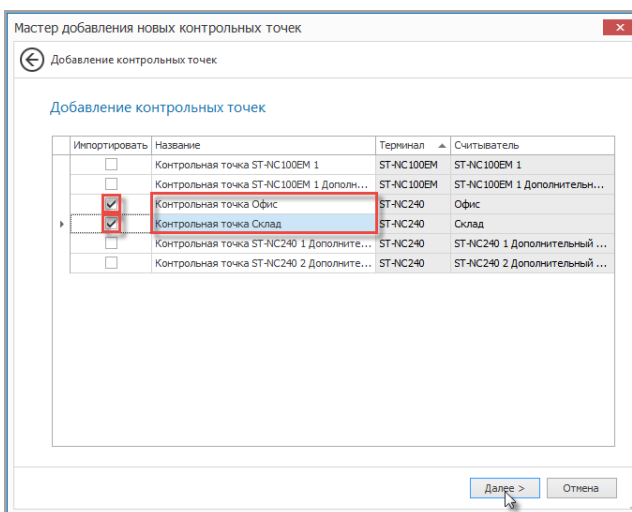 Мастер добавления новых контрольных точек
Добавление контрольных точек
Добавление контрольных точек
Импортировать Название Терминал Считыватель
Контрольная точка ST-NC100EM 1 ST-NC100EM ST-NC100EM 1
Контрольная точка ST-NC100EM 1 Дополн... ST-NC100EM ST-NC100EM 1 Дополнительн...
Контрольная точка Офис ST-NC240 Офис
Контрольная точка Склад ST-NC240 Склад
Контрольная точка ST-NC240 1 Дополните... ST-NC240 ST-NC240 1 Дополнительный ...
Контрольная точка ST-NC240 2 Дополните... ST-NC240 ST-NC240 2 Дополнительный ...
Далее > Отмена